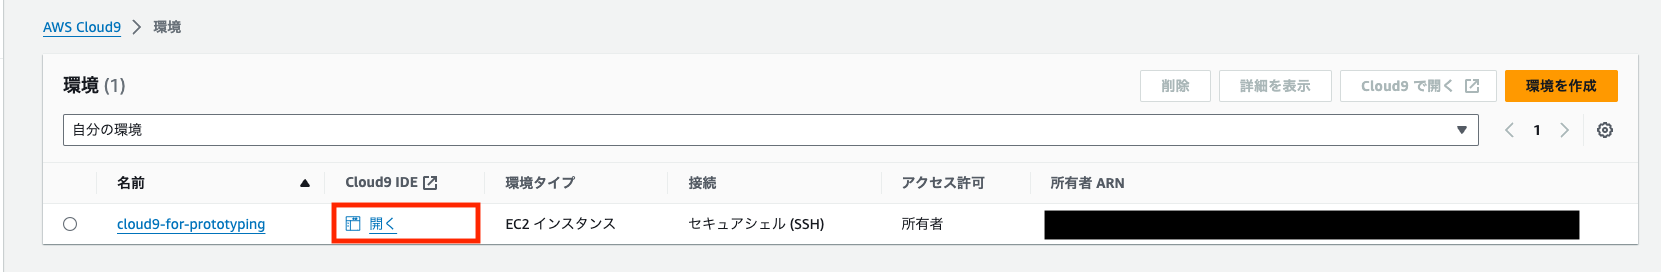 AWS Cloud9 > 環境
環境 (1)
削除
詳細を表示
Cloud9 で開く
環境を作成
自分の環境
1
名前 Cloud9 IDE 環境タイプ 接続 アクセス許可 所有者 ARN
cloud9-for-prototyping 開く EC2 インスタンス セキュアシェル (SSH) 所有者